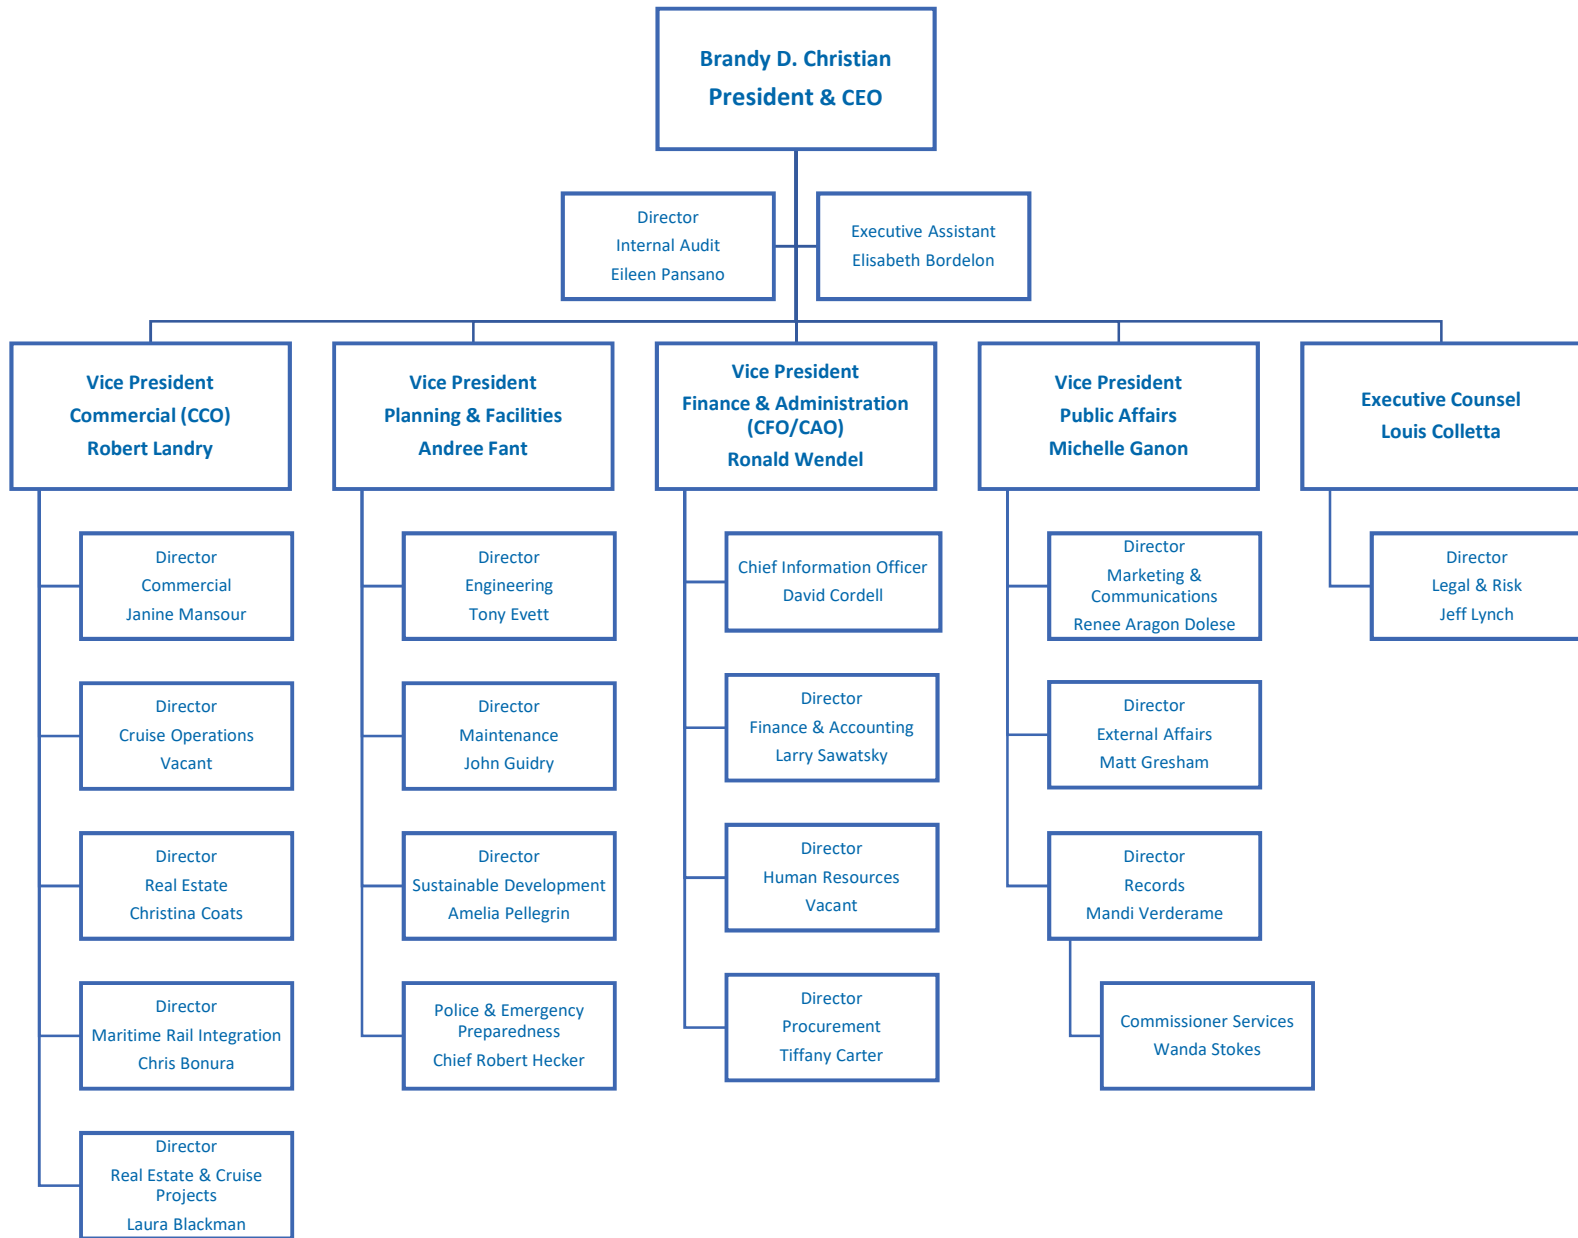 Brandy D. Christian
President & CEO
Director
Internal Audit
Eileen Pansano
Executive Assistant
Elisabeth Bordelon
Vice President
Commercial (CCO)
Robert Landry
Vice President
Planning & Facilities
Andree Fant
Vice President
Finance & Administration
(CFO/CAO)
Ronald Wendel
Vice President
Public Affairs
Michelle Ganon
Executive Counsel
Louis Colletta
Director
Commercial
Janine Mansour
Director
Cruise Operations
Vacant
Director
Real Estate
Christina Coats
Director
Maritime Rail Integration
Chris Bonura
Director
Real Estate & Cruise
Projects
Laura Blackman
Director
Engineering
Tony Evett
Director
Maintenance
John Guidry
Director
Sustainable Development
Amelia Pellegrin
Police & Emergency
Preparedness
Chief Robert Hecker
Chief Information Officer
David Cordell
Director
Finance & Accounting
Larry Sawatsky
Director
Human Resources
Vacant
Director
Procurement
Tiffany Carter
Director
Marketing &
Communications
Renee Aragon Dolese
Director
External Affairs
Matt Gresham
Director
Records
Mandi Verderame
Commissioner Services
Wanda Stokes
Director
Legal & Risk
Jeff Lynch